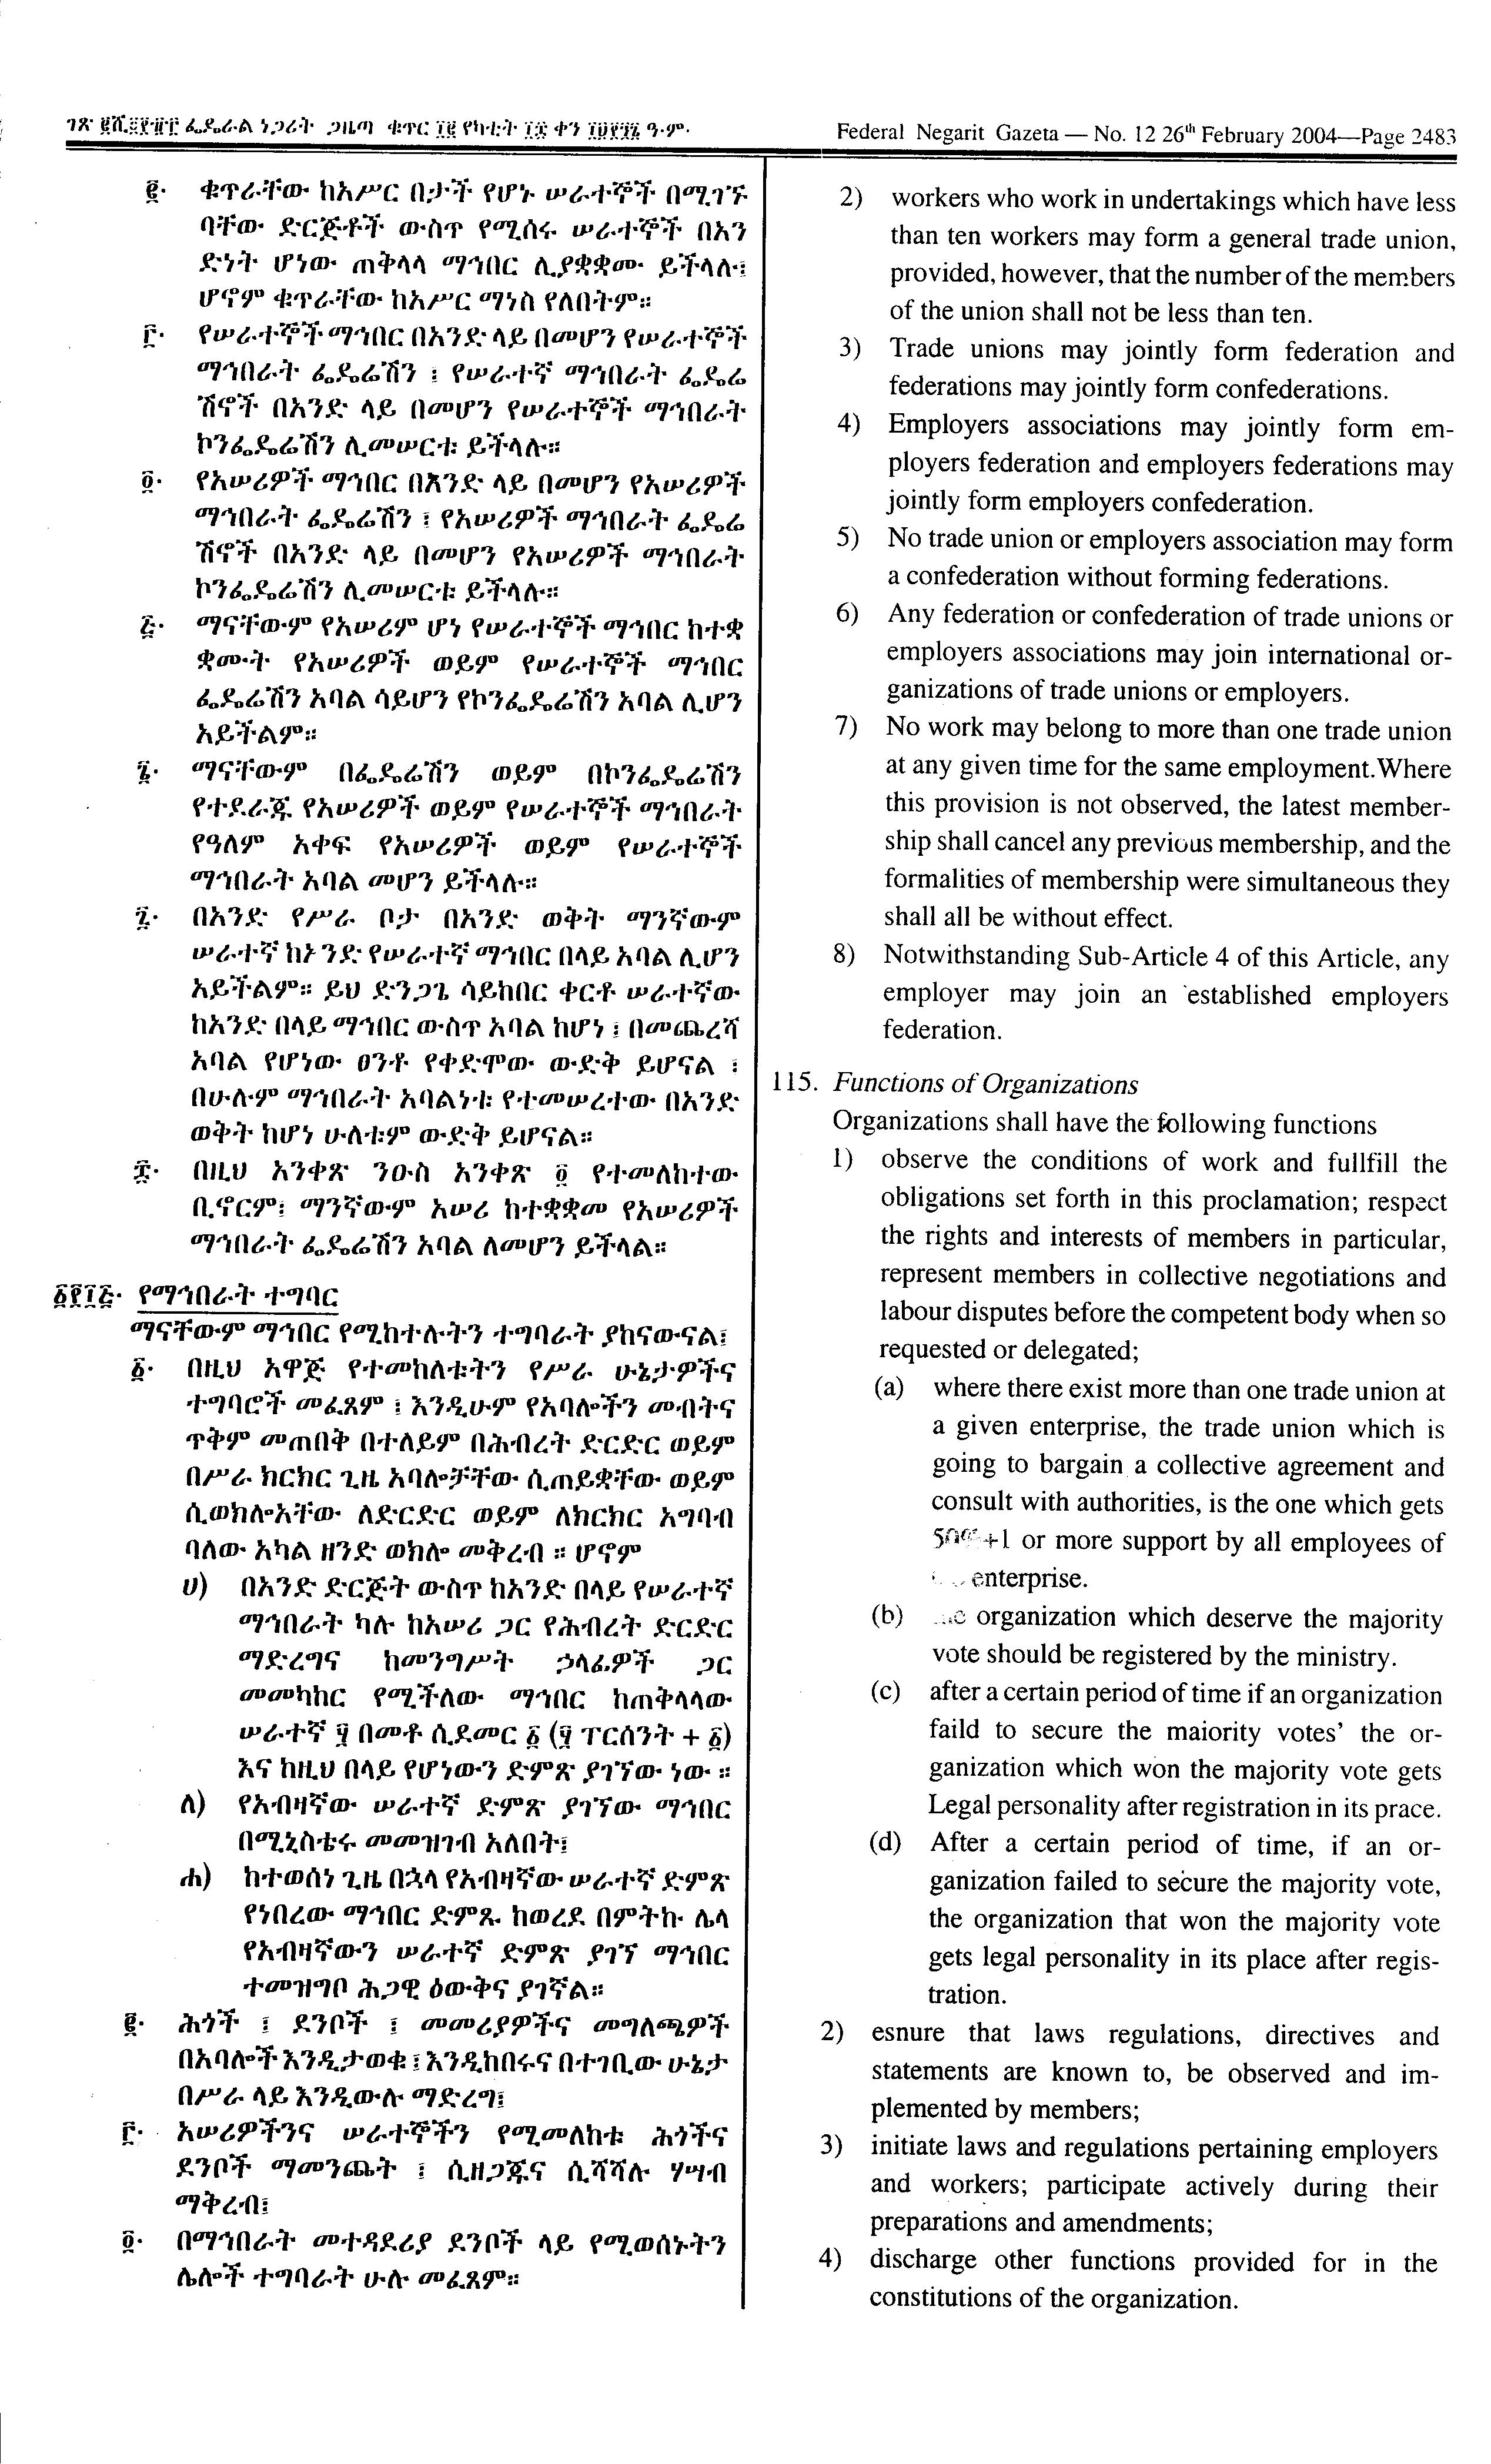 ገጽ ፪ሺ፬፻፹፫ ፌዴራል ነጋሪት ጋዜጣ ቁጥር ፲፪ የካቲት ፲፰ ቀን ፲፱፻፺፮ ዓ·ም·
Federal Negarit Gazeta — No. 12 26th February 2004—Page 2483
፪· ቁጥራቸው ከአሥር በታች የሆኑ ሠራተኞች በሚገኙ
ባቸው ድርጅቶች ውስጥ የሚሰሩ ሠራተኞች በአን
ድነት ሆነው ጠቅላላ ማኅበር ሊያቋቁሙ ይችላሉ፤
ሆኖም ቁጥራቸው ከአሥር ማነስ የለበትም።
፫· የሠራተኞች ማኅበር በአንድ ላይ በመሆን የሠራተኞች
ማኅበራት ፌዴሬሽን ፤ የሠራተኛ ማኅበራት ፌዴሬ
ሽኖች በአንድ ላይ በመሆን የሠራተኞች ማኅበራት
ኮንፌዴሬሽን ሊመሠርቱ ይችላሉ።
፬· የአሠሪዎች ማኅበር በአንድ ላይ በመሆን የአሠሪዎች
ማኅበራት ፌዴሬሽን ፤ የአሠሪዎች ማኅበራት ፌዴሬ
ሽኖች በአንድ ላይ በመሆን የአሠሪዎች ማኅበራት
ኮንፌዴሬሽን ሊመሠርቱ ይችላሉ።
፭· ማናቸውም የአሠሪም ሆነ የሠራተኞች ማኅበር ከተቋ
ቋሙት የአሠሪዎች ወይም የሠራተኞች ማኅበር
ፌዴሬሽን አባል ሳይሆን የኮንፌዴሬሽን አባል ሊሆን
አይችልም።
፮· ማናቸውም በፌዴሬሽን ወይም በኮንፌዴሬሽን
የተደራጁ የአሠሪዎች ወይም የሠራተኞች ማኅበራት
የዓለም አቀፍ የአሠሪዎች ወይም የሠራተኞች
ማኅበራት አባል መሆን ይችላሉ።
፯· በአንድ የሥራ ቦታ በአንድ ወቅት ማንኛውም
ሠራተኛ ከአንድ የሠራተኛ ማኅበር በላይ አባል ሊሆን
አይችልም። ይህ ድንጋጌ ሳይከበር ቀርቶ ሠራተኛው
ከአንድ በላይ ማኅበር ውስጥ አባል ከሆነ ፤ በመጨረሻ
አባል የሆነው ፀንቶ የቀድሞው ውድቅ ይሆናል ፤
በሁሉም ማኅበራት አባልነቱ የተመሠረተው በአንድ
ወቅት ከሆነ ሁለቱም ውድቅ ይሆናል።
፰· በዚህ አንቀጽ ንዑስ አንቀጽ ፬ የተመለከተው
ቢኖርም፤ ማንኛውም አሠሪ ከተቋቋመ የአሠሪዎች
ማኅበራት ፌዴሬሽን አባል ለመሆን ይችላል።
፩፻፲፭· የማኅበራት ተግባር
ማናቸውም ማኅበር የሚከተሉትን ተግባራት ያከናውናል፤
፩· በዚህ አዋጅ የተመከለቱትን የሥራ ሁኔታዎችና
ተግባሮች መፈጸም ፤ እንዲሁም የአባሎችን መብትና
ጥቅም መጠበቅ በተለይም በሕብረት ድርድር ወይም
በሥራ ክርክር ጊዜ አባሎቻቸው ሲጠይቋቸው ወይም
ሲወክሎአቸው ለድርድር ወይም ለክርክር አግባብ
ባለው አካል ዘንድ ወክሎ መቅረብ ። ሆኖም
ሀ) በአንድ ድርጅት ውስጥ ከአንድ በላይ የሠራተኛ
ማኅበራት ካሉ ከአሠሪ ጋር የሕብረት ድርድር
ማድረግና ከመንግሥት ኃላፊዎች ጋር
መመካከር የሚችለው ማኅበር ከጠቅላላው
ሠራተኛ ፶ በመቶ ሲደመር ፩ (፶ ፐርሰንት + ፩)
እና ከዚህ በላይ የሆነውን ድምጽ ያገኘው ነው ።
ለ) የአብዛኛው ሠራተኛ ድምጽ ያገኘው ማኅበር
በሚኒስቴሩ መመዝገብ አለበት፤
ሐ) ከተወሰነ ጊዜ በኋላ የአብዛኛው ሠራተኛ ድምጽ
የነበረው ማኅበር ድምጹ ከወረደ በምትኩ ሌላ
የአብዛኛውን ሠራተኛ ድምጽ ያገኘ ማኅበር
ተመዝግቦ ሕጋዊ ዕውቅና ያገኛል።
፪· ሕጎች ፤ ደንቦች ፤ መመሪያዎችና መግለጫዎች
በአባሎች እንዲታወቁ ፤ እንዲከበሩና በተገቢው ሁኔታ
በሥራ ላይ እንዲውሉ ማድረግ፤
፫· አሠሪዎችንና ሠራተኞችን የሚመለከቱ ሕጎችና
ደንቦች ማመንጨት ፤ ሲዘጋጁና ሲሻሻሉ ሃሣብ
ማቅረብ፤
፬· በማኅበራት መተዳደሪያ ደንቦች ላይ የሚወሰኑትን
ሌሎች ተግባራት ሁሉ መፈጸም።
2) workers who work in undertakings which have less
than ten workers may form a general trade union,
provided, however, that the number of the members
of the union shall not be less than ten.
3) Trade unions may jointly form federation and
federations may jointly form confederations.
4) Employers associations may jointly form em-
ployers federation and employers federations may
jointly form employers confederation.
5) No trade union or employers association may form
a confederation without forming federations.
6) Any federation or confederation of trade unions or
employers associations may join international or-
ganizations of trade unions or employers.
7) No work may belong to more than one trade union
at any given time for the same employment.Where
this provision is not observed, the latest member-
ship shall cancel any previous membership, and the
formalities of membership were simultaneous they
shall all be without effect.
8) Notwithstanding Sub-Article 4 of this Article, any
employer may join an established employers
federation.
115. Functions of Organizations
Organizations shall have the following functions
1) observe the conditions of work and fullfill the
obligations set forth in this proclamation; respect
the rights and interests of members in particular,
represent members in collective negotiations and
labour disputes before the competent body when so
requested or delegated;
(a) where there exist more than one trade union at
a given enterprise, the trade union which is
going to bargain a collective agreement and
consult with authorities, is the one which gets
50%+1 or more support by all employees of
enterprise.
(b) organization which deserve the majority
vote should be registered by the ministry.
(c) after a certain period of time if an organization
faild to secure the maiority votes’ the or-
ganization which won the majority vote gets
Legal personality after registration in its prace.
(d) After a certain period of time, if an or-
ganization failed to secure the majority vote,
the organization that won the majority vote
gets legal personality in its place after regis-
tration.
2) esnure that laws regulations, directives and
statements are known to, be observed and im-
plemented by members;
3) initiate laws and regulations pertaining employers
and workers; participate actively during their
preparations and amendments;
4) discharge other functions provided for in the
constitutions of the organization.